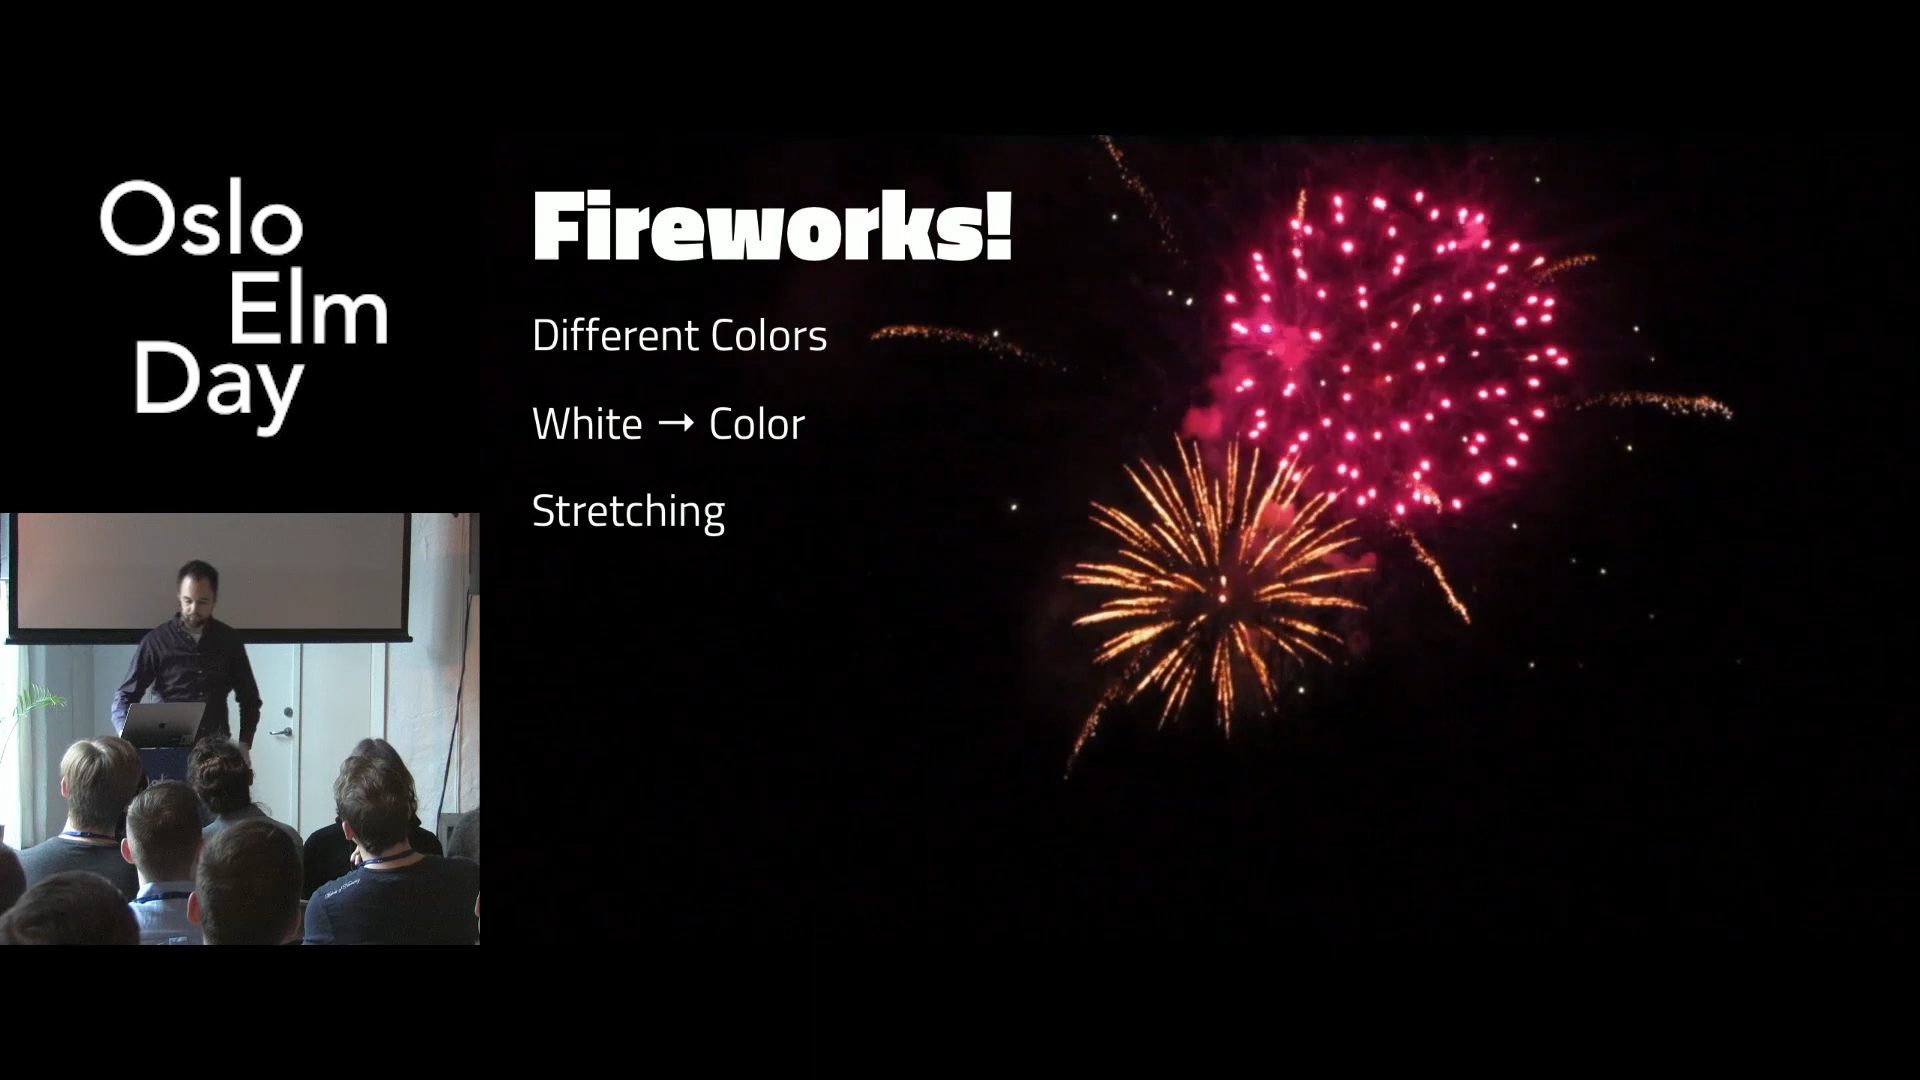 Oslo
Elm
Day
Fireworks!
Different Colors
White → Color
Stretching